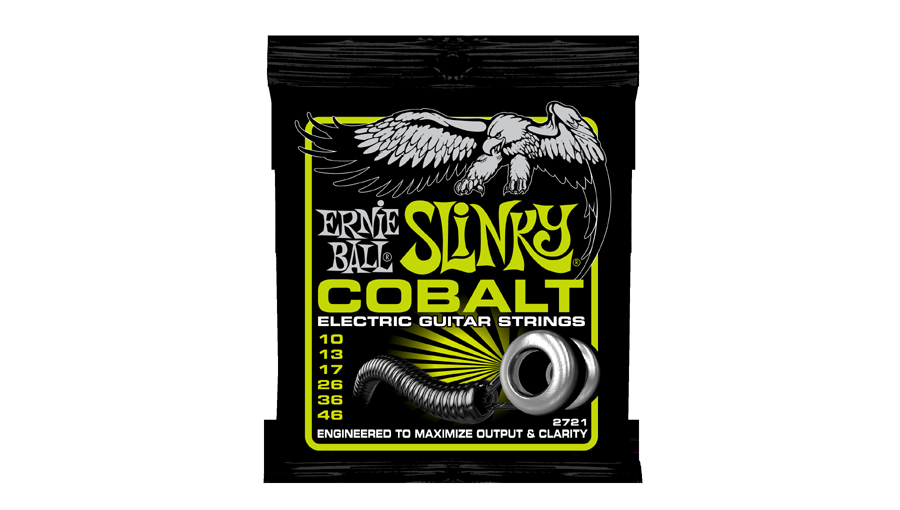 ERNIE BALL® SLINKY®
COBALT
ELECTRIC GUITAR STRINGS
10
13
17
26
36
46
2721
ENGINEERED TO MAXIMIZE OUTPUT & CLARITY